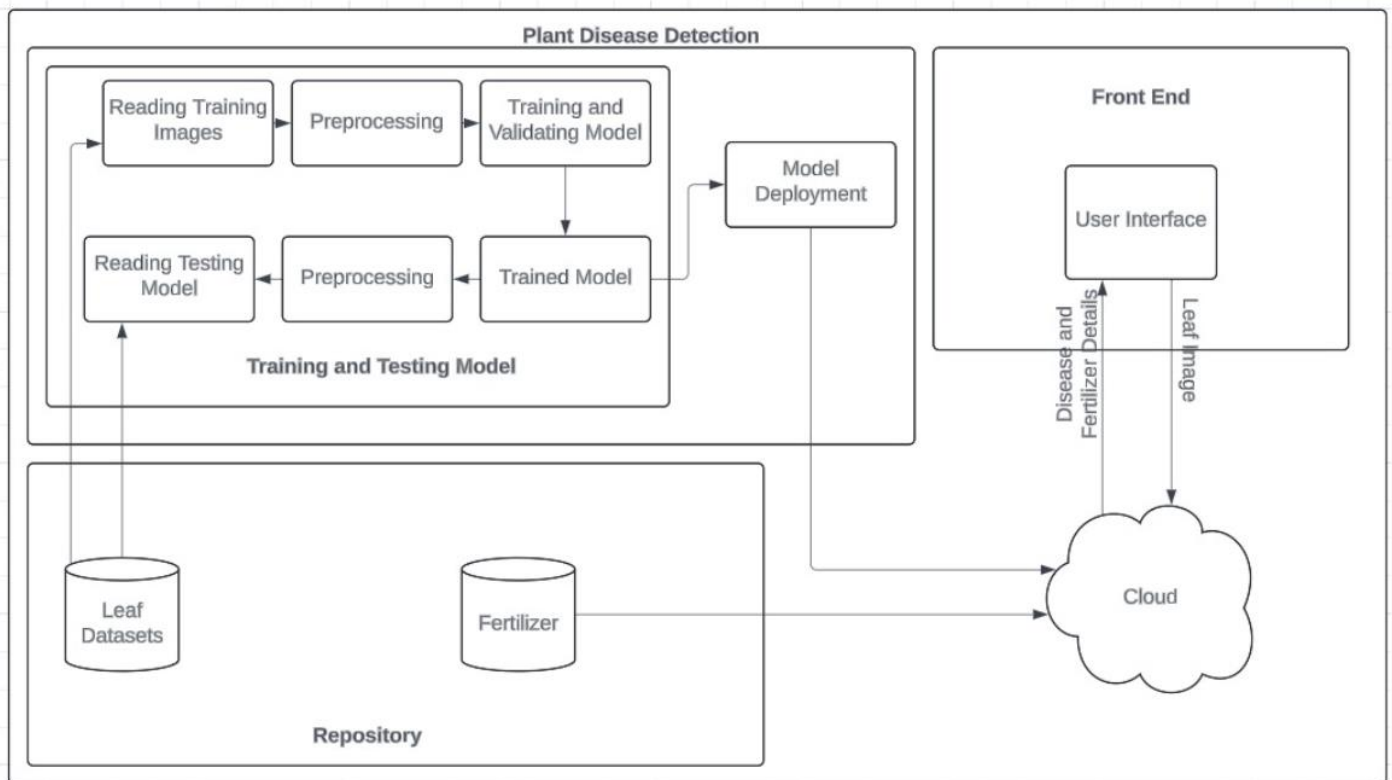 Plant Disease Detection
Reading Training
Images
Preprocessing
Training and
Validating Model
Model
Deployment
Reading Testing
Model
Preprocessing
Trained Model
Training and Testing Model
Front End
User Interface
Disease and
Fertilizer Details
Leaf Image
Leaf
Datasets
Fertilizer
Cloud
Repository